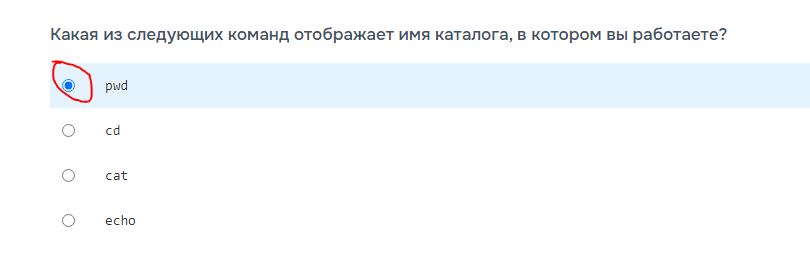 Какая из следующих команд отображает имя каталога, в котором вы работаете?
pwd
cd
cat
echo